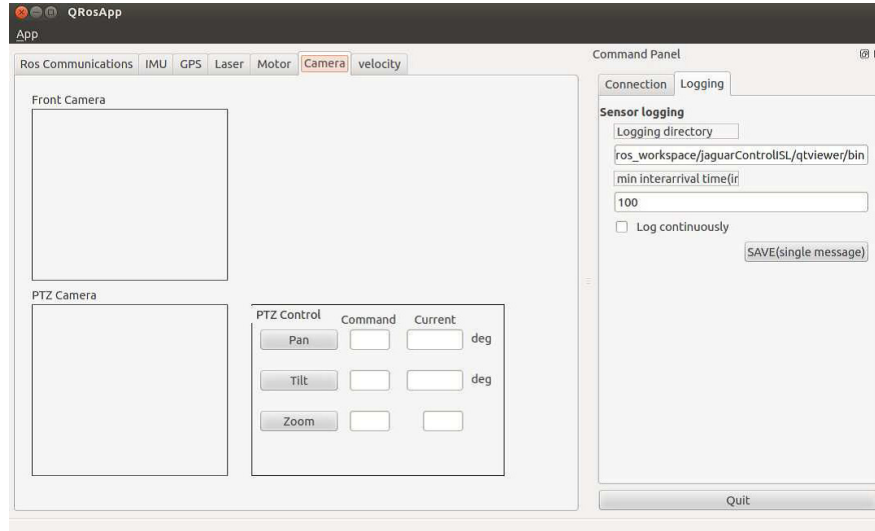 QRosApp
App
Ros Communications IMU GPS Laser Motor Camera velocity
Front Camera
PTZ Camera
PTZ Control Command Current
Pan deg
Tilt deg
Zoom
Command Panel
Connection Logging
Sensor logging
Logging directory
ros_workspace/jaguarControlISL/qtviewer/bin
min interarrival time(in
100
Log continuously
SAVE(single message)
Quit